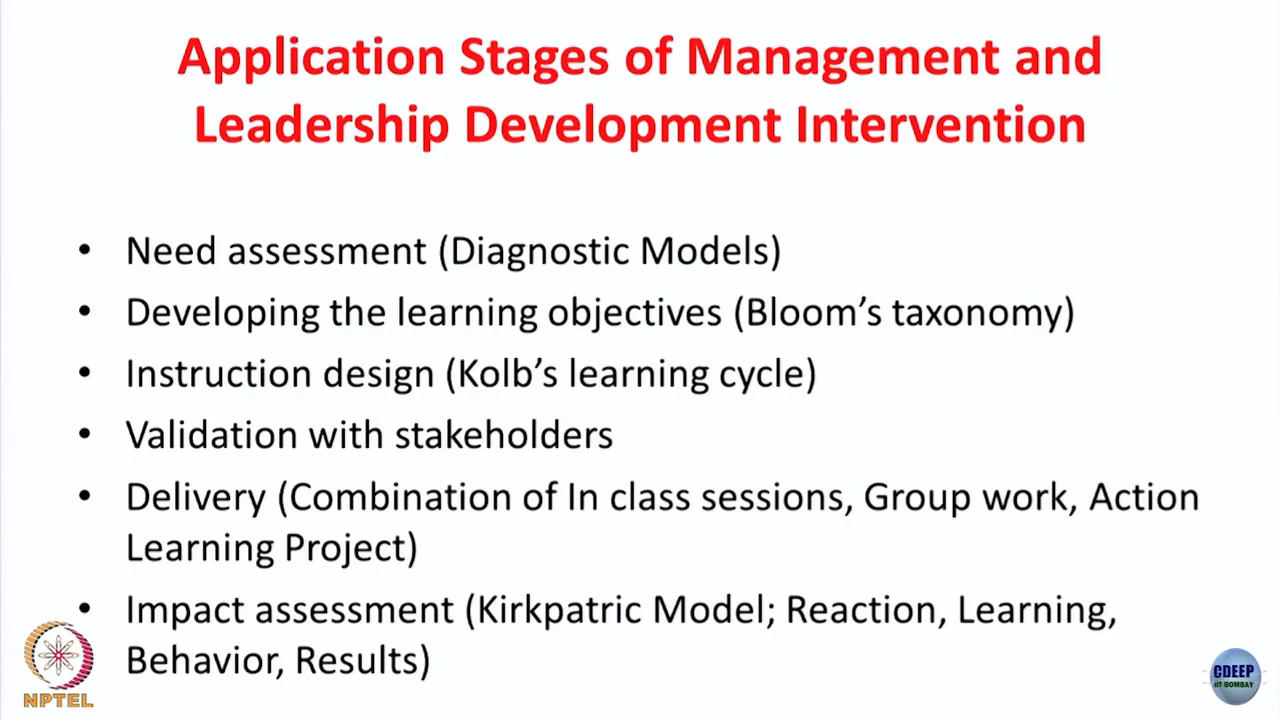 Application Stages of Management and
Leadership Development Intervention
• Need assessment (Diagnostic Models)
• Developing the learning objectives (Bloom’s taxonomy)
• Instruction design (Kolb’s learning cycle)
• Validation with stakeholders
• Delivery (Combination of In class sessions, Group work, Action
Learning Project)
• Impact assessment (Kirkpatric Model; Reaction, Learning,
Behavior, Results)
NPTEL
CDEEP
IIT BOMBAY